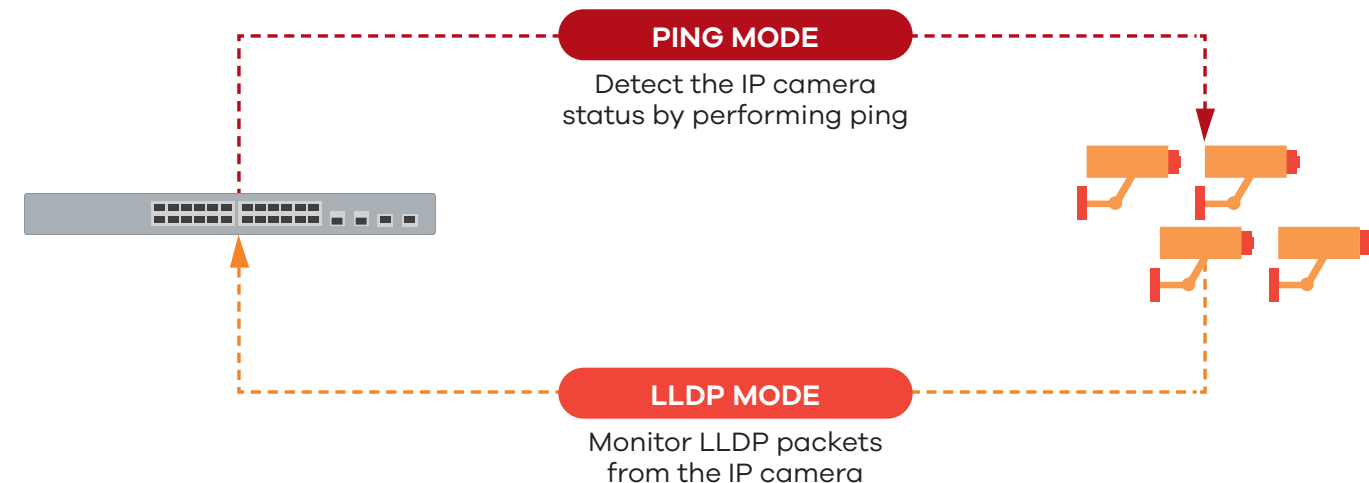 PING MODE
Detect the IP camera
status by performing ping
LLDP MODE
Monitor LLDP packets
from the IP camera